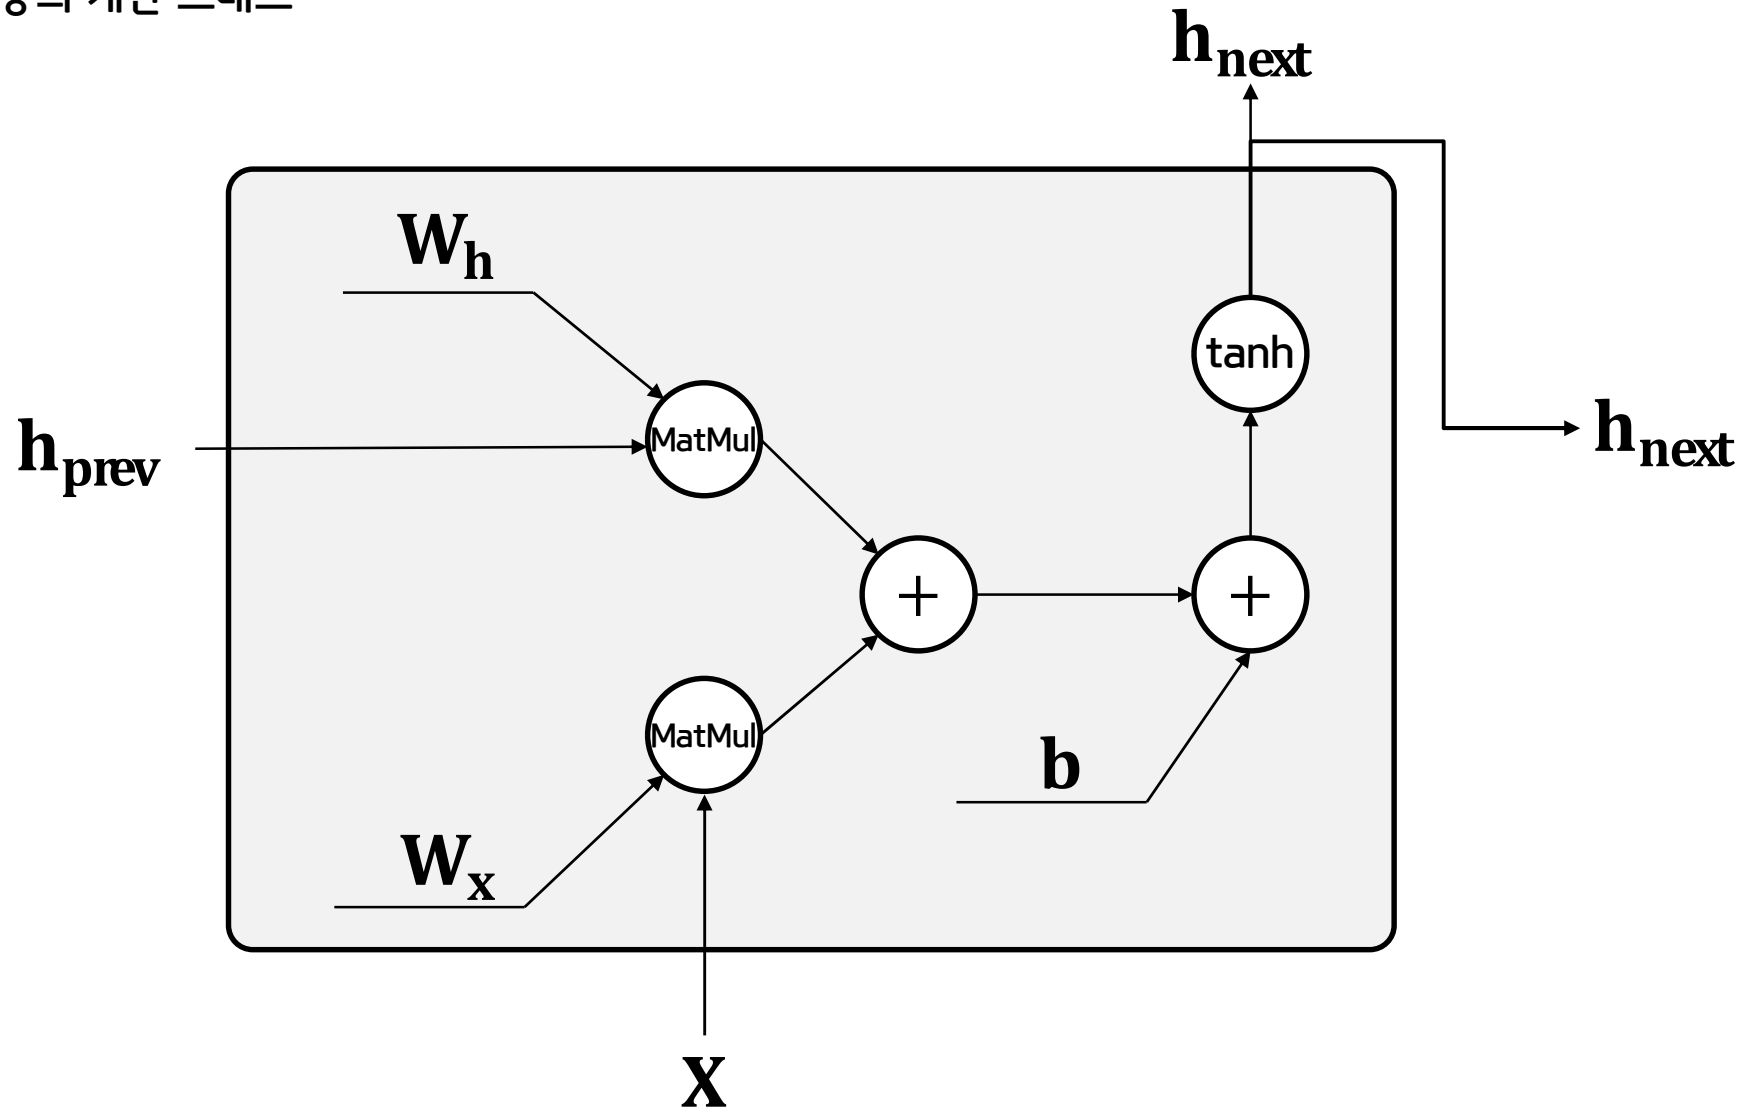 h_next
W_h
tanh
h_prev
MatMul
h_next
+
+
MatMul
b
W_x
x